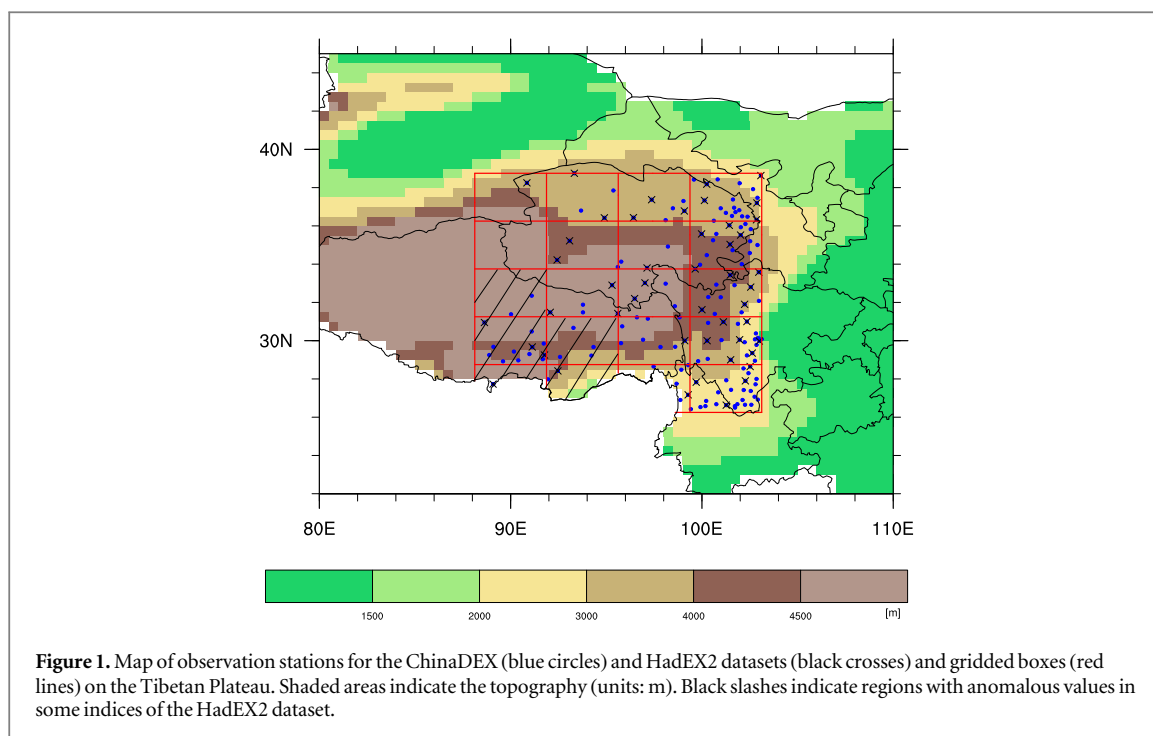 40N
30N
80E 90E 100E 110E
1500 2000 3000 4000 4500 [m]
Figure 1. Map of observation stations for the ChinaDEX (blue circles) and HadEX2 datasets (black crosses) and gridded boxes (red
lines) on the Tibetan Plateau. Shaded areas indicate the topography (units: m). Black slashes indicate regions with anomalous values in
some indices of the HadEX2 dataset.